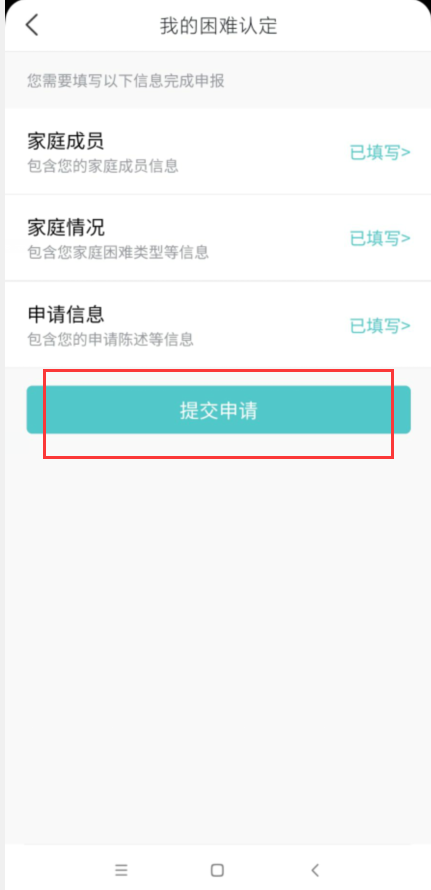 我的困难认定
您需要填写以下信息完成申报
家庭成员
包含您的家庭成员信息
已填写>
家庭情况
包含您家庭困难类型等信息
已填写>
申请信息
包含您的申请陈述等信息
已填写>
提交申请